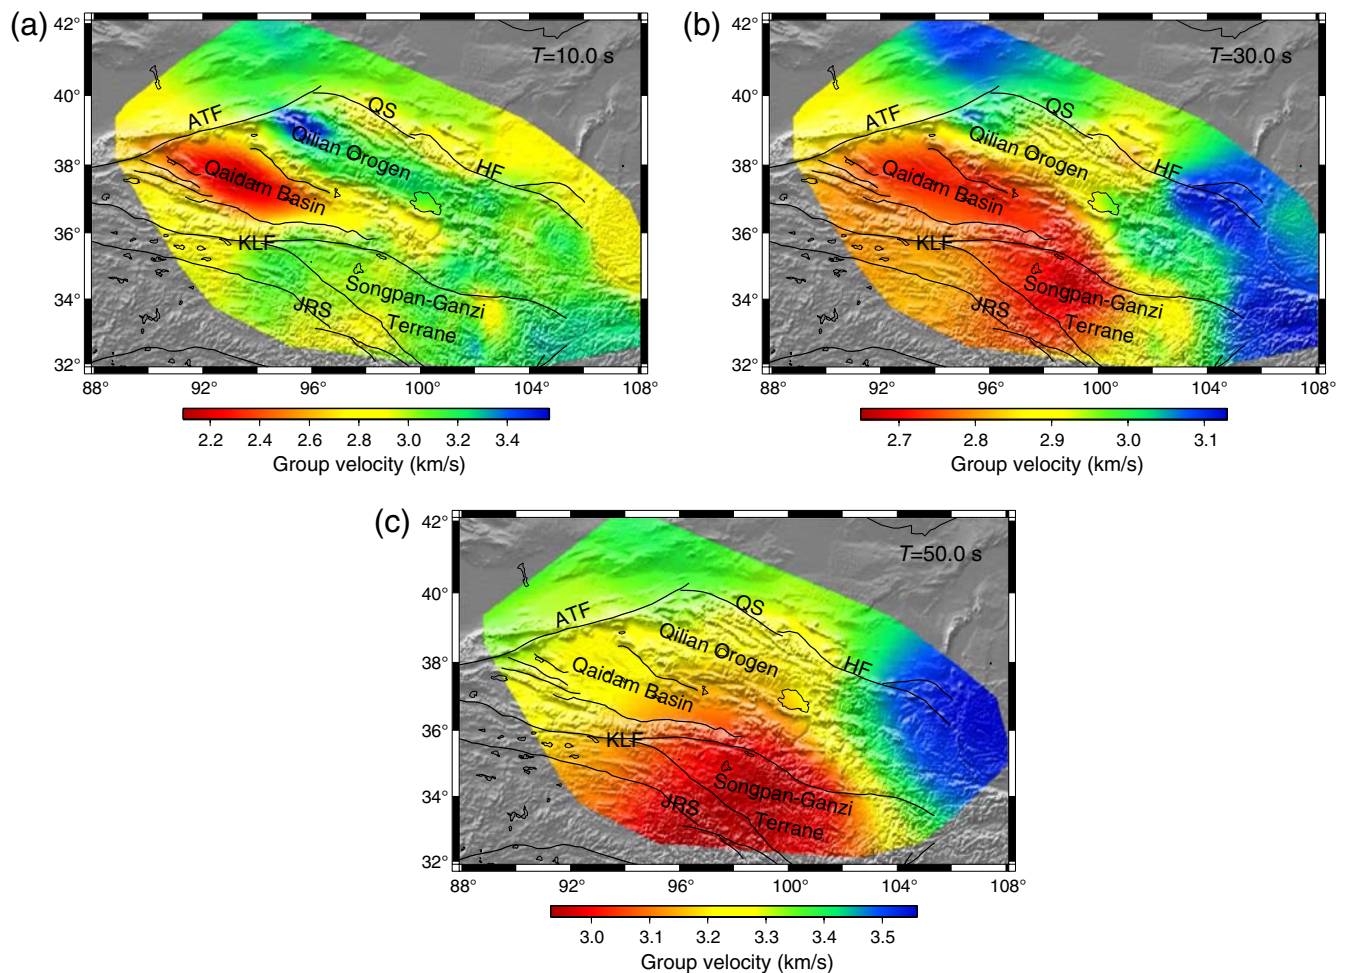 (a)
42°
40°
38°
36°
34°
32°
88°
92°
96°
100°
104°
108°
T=10.0 s
ATF
QS
Qilian Orogen
HF
Qaidam Basin
KLF
Songpan-Ganzi
JRS
Terrane
2.2 2.4 2.6 2.8 3.0 3.2 3.4
Group velocity (km/s)
(b)
42°
40°
38°
36°
34°
32°
88°
92°
96°
100°
104°
108°
T=30.0 s
ATF
QS
Qilian Orogen
HF
Qaidam Basin
KLF
Songpan-Ganzi
JRS
Terrane
2.7 2.8 2.9 3.0 3.1
Group velocity (km/s)
(c)
42°
40°
38°
36°
34°
32°
88°
92°
96°
100°
104°
108°
T=50.0 s
ATF
QS
Qilian Orogen
HF
Qaidam Basin
KLF
Songpan-Ganzi
JRS
Terrane
3.0 3.1 3.2 3.3 3.4 3.5
Group velocity (km/s)